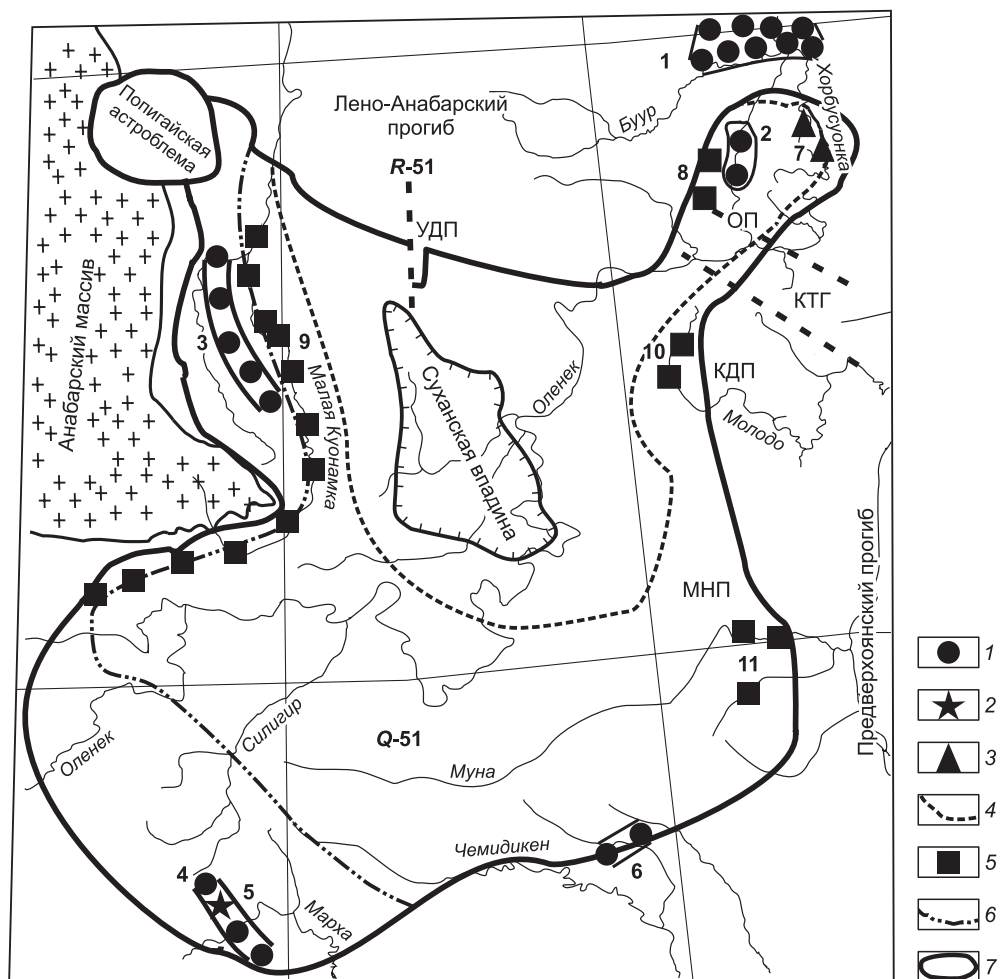 1
Хорбусуонка
Попигайская
астроблема
Лено-Анабарский
прогиб
Буур
2
7
R-51
8
УДП
ОП
КТГ
Анабарский массив
3
9
Малая Куонамка
Суханская впадина
Оленек
10
КДП
Молодо
Предверхоянский прогиб
МНП
11
Оленек
Силигир
Q-51
Муна
Чемидикен
6
4
5
Марха
1
2
3
4
5
6
7